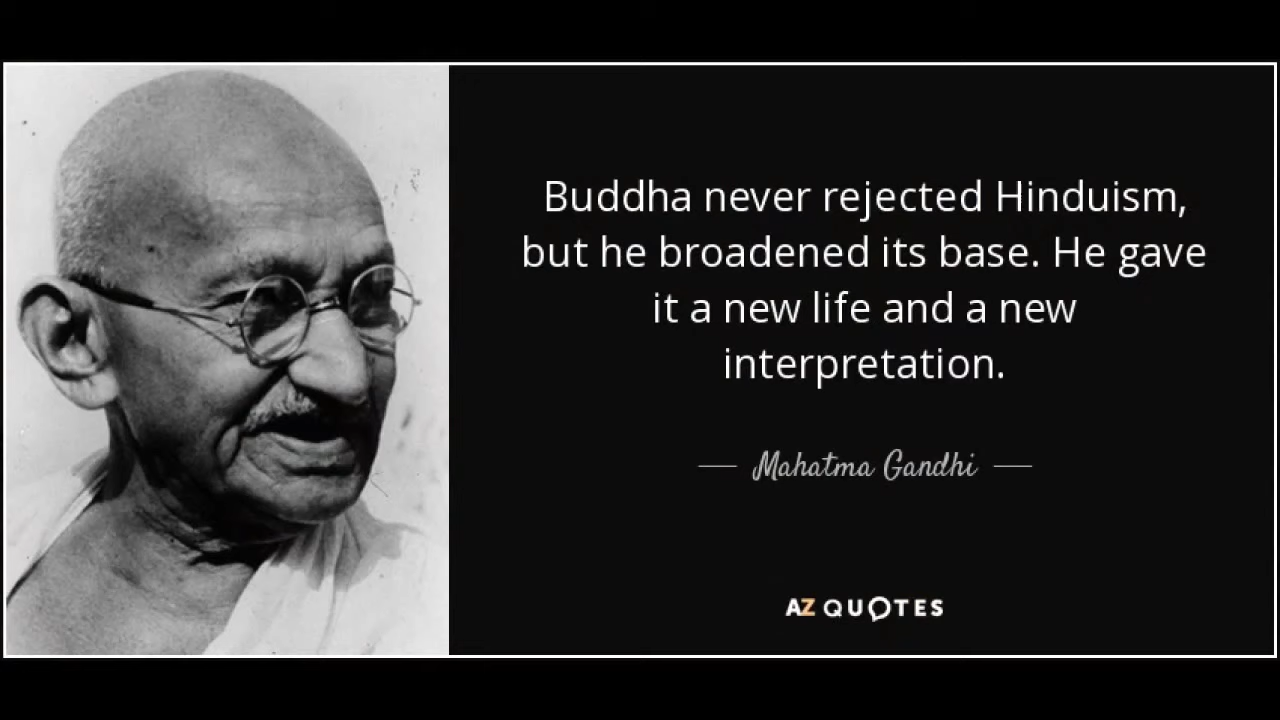 Buddha never rejected Hinduism,
but he broadened its base. He gave
it a new life and a new
interpretation.
Mahatma Gandhi
AZ QUOTES